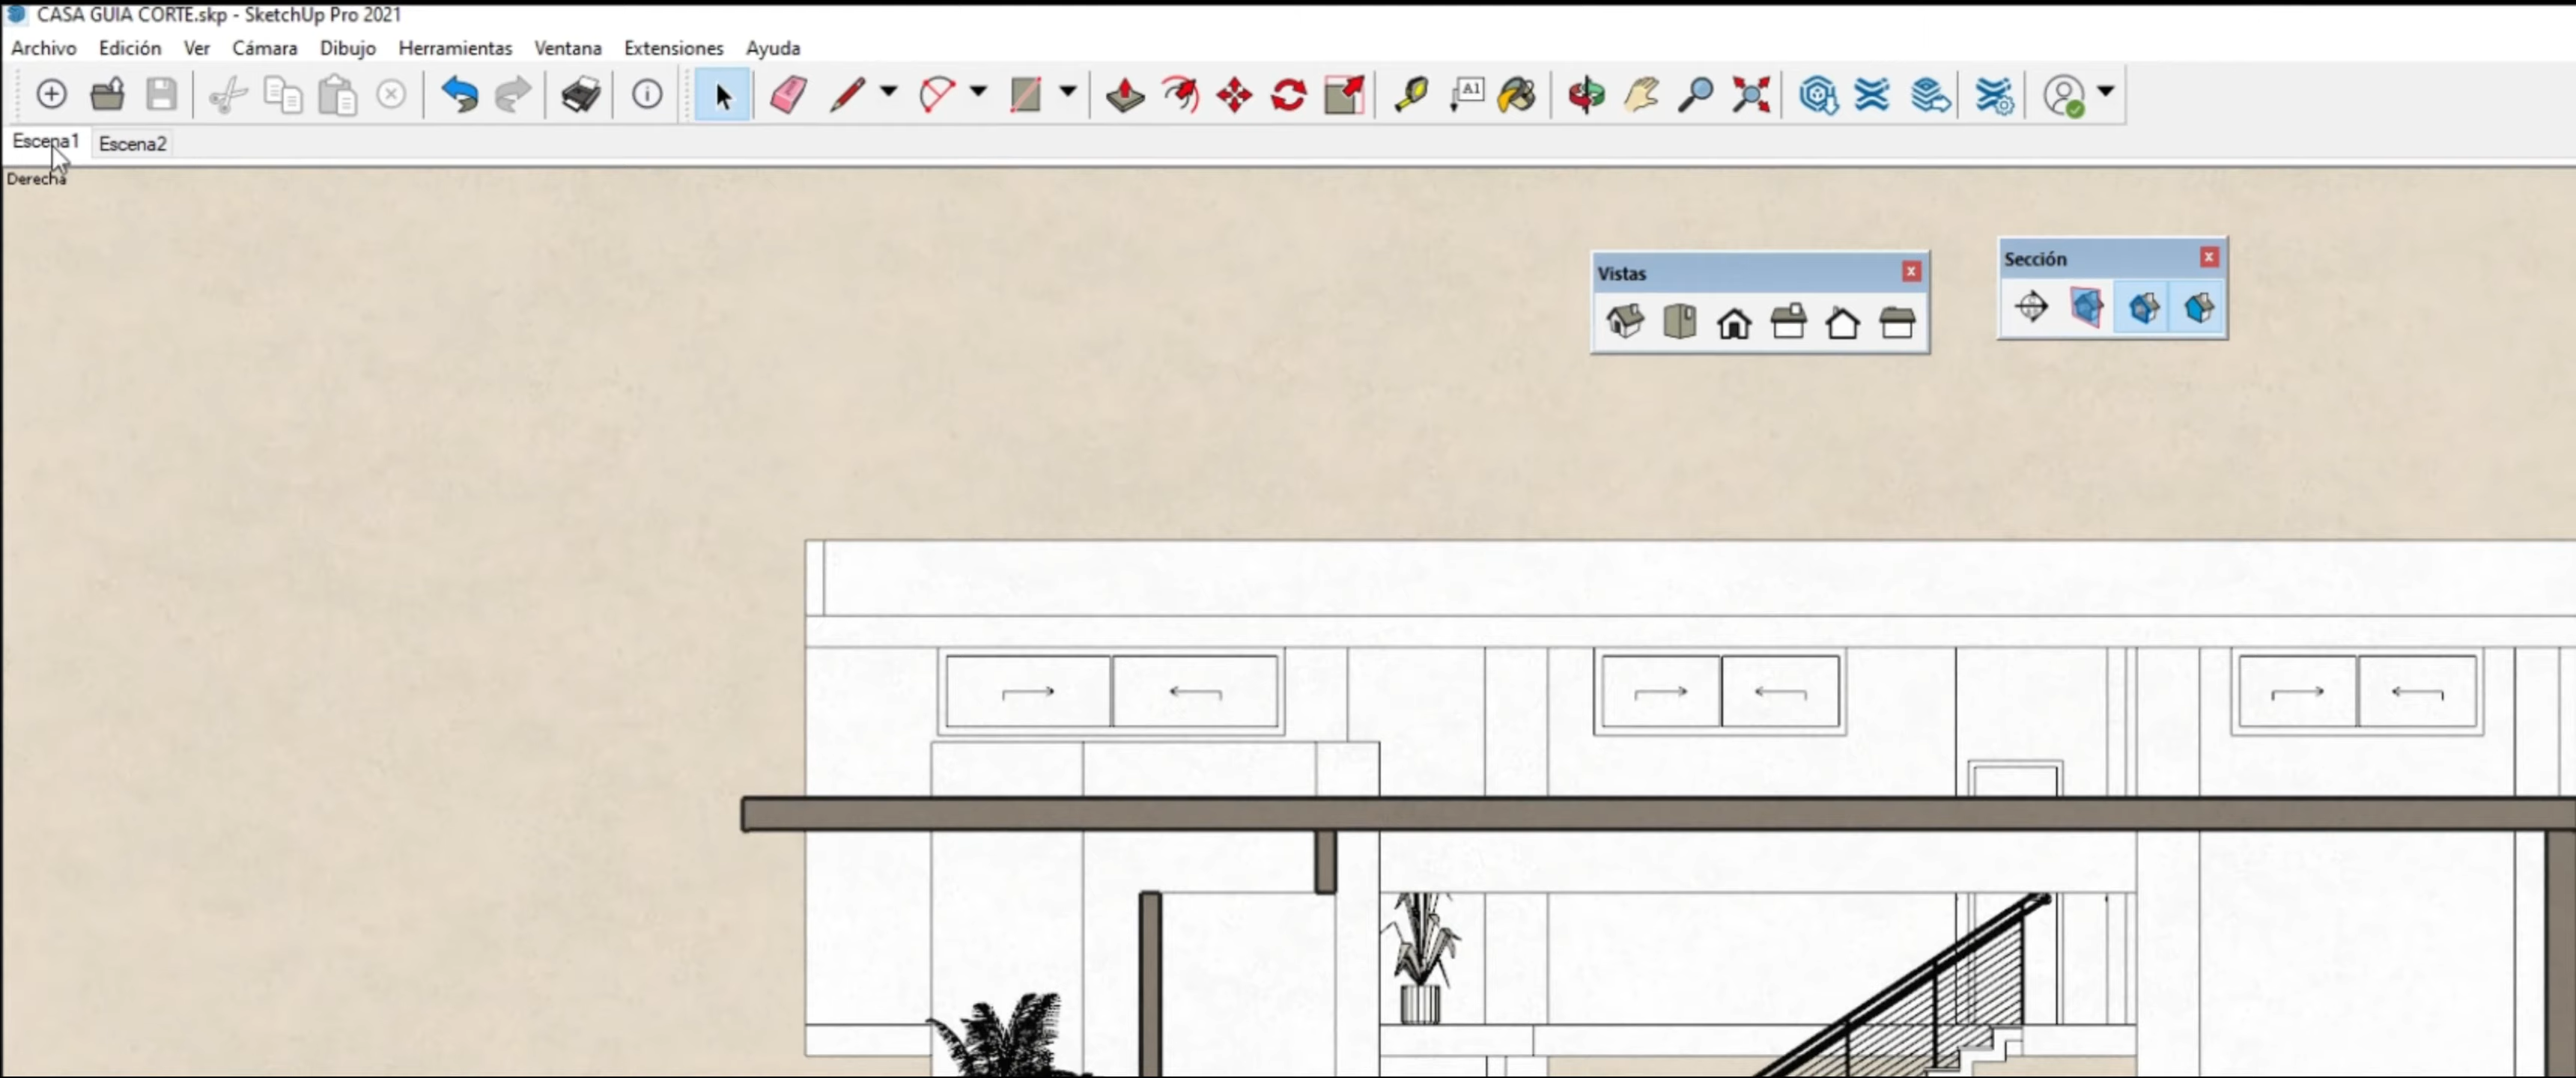 CASA GUIA CORTE.skp - SketchUp Pro 2021
Archivo Edición Ver Cámara Dibujo Herramientas Ventana Extensiones Ayuda
A1
Escena1 Escena2
Derecha
Vistas
Sección